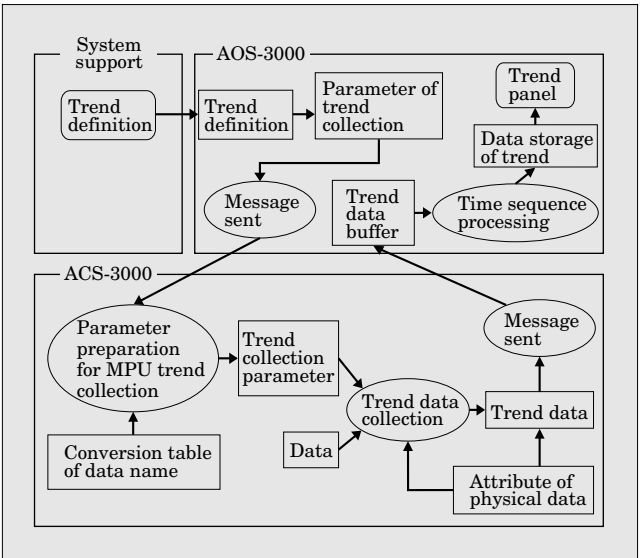 System
support
Trend
definition
AOS-3000
Trend
definition
Parameter of
trend
collection
Trend
panel
Data storage
of trend
Message
sent
Trend
data
buffer
Time sequence
processing
ACS-3000
Parameter
preparation
for MPU trend
collection
Trend
collection
parameter
Message
sent
Trend data
collection
Trend data
Conversion table
of data name
Data
Attribute of
physical data